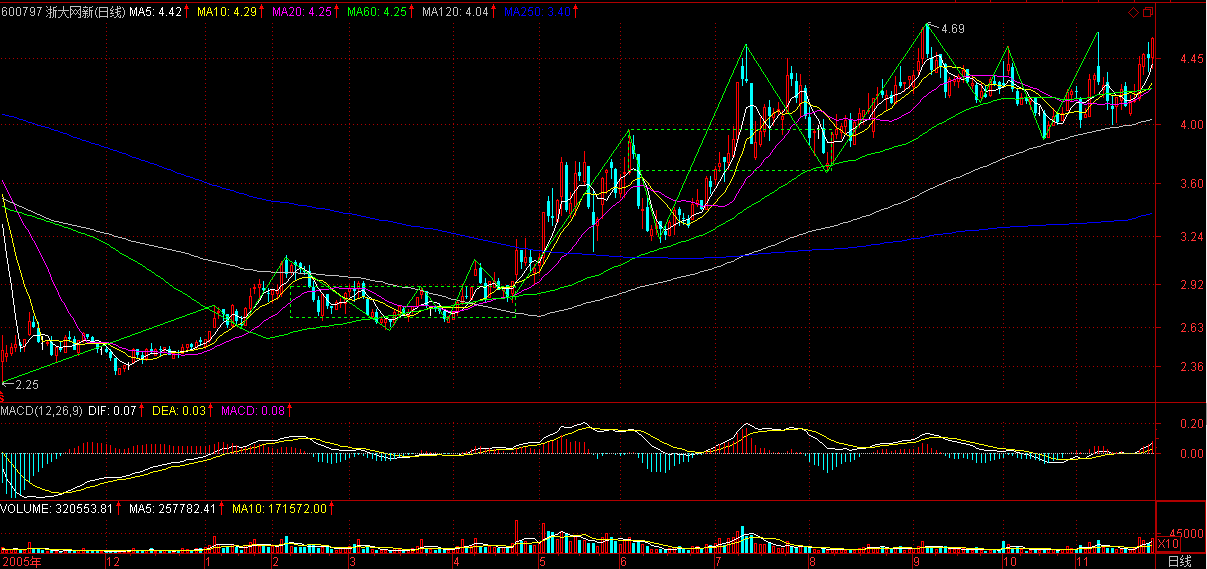 600797 浙大网新(日线) MA5: 4.42↑ MA10: 4.29↑ MA20: 4.25↑ MA60: 4.25↑ MA120: 4.04↑ MA250: 3.40↑
4.69
4.45
4.00
3.60
3.24
2.92
2.63
2.36
2.25
MACD(12,26,9) DIF: 0.07↑ DEA: 0.03↑ MACD: 0.08↑
0.20
0.00
VOLUME: 320553.81↑ MA5: 257782.41↑ MA10: 171572.00↑
45000
X10
2005年 12 1 2 3 4 5 6 7 8 9 10 11 日线